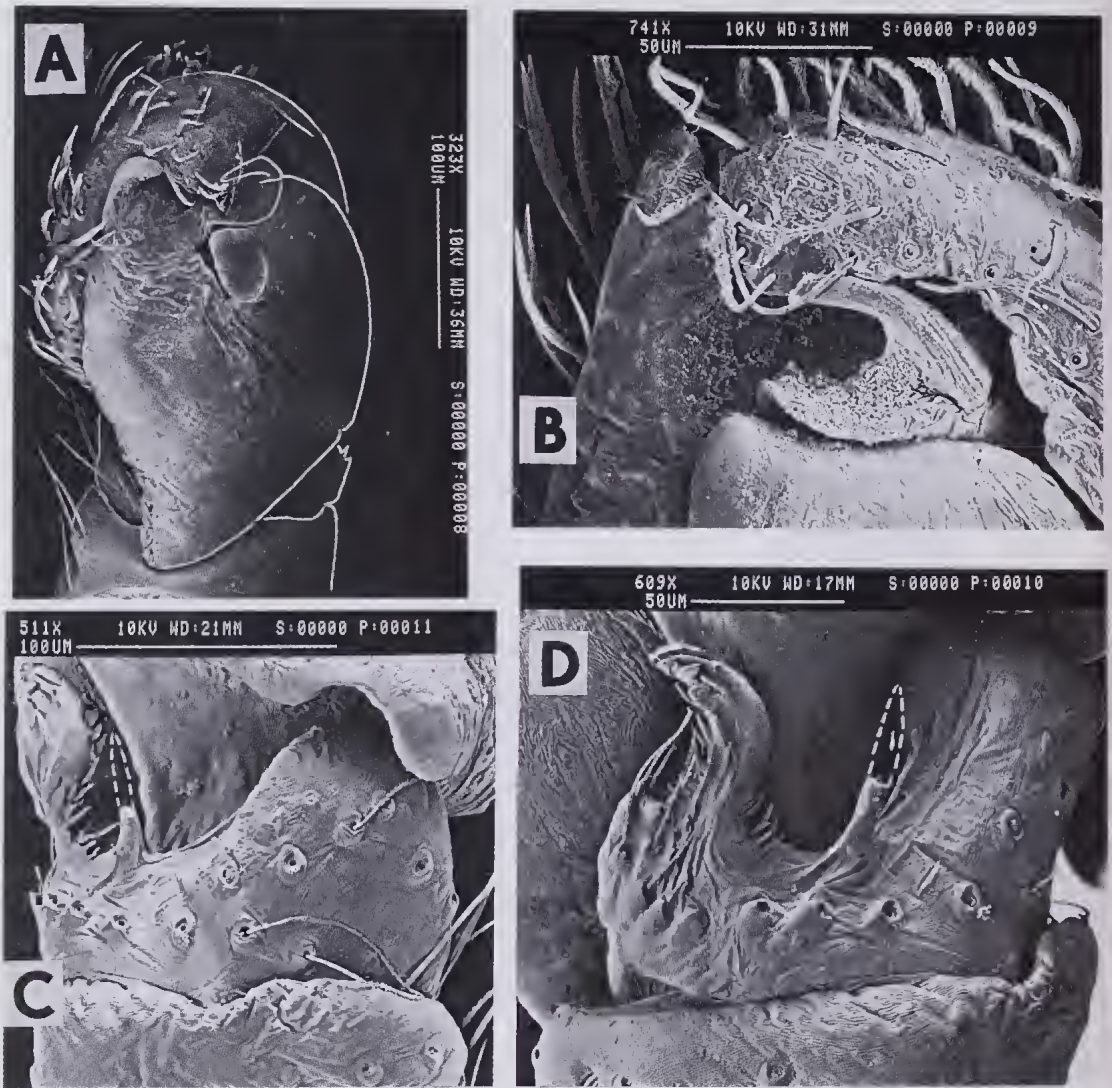 A
323X 10KV WD:36MM S:00000 P:00008
100UM
741X 10KV WD:31MM S:00000 P:00009
50UM
B
511X 10KV WD:21MM S:00000 P:00011
100UM
C
609X 10KV WD:17MM S:00000 P:00010
50UM
D